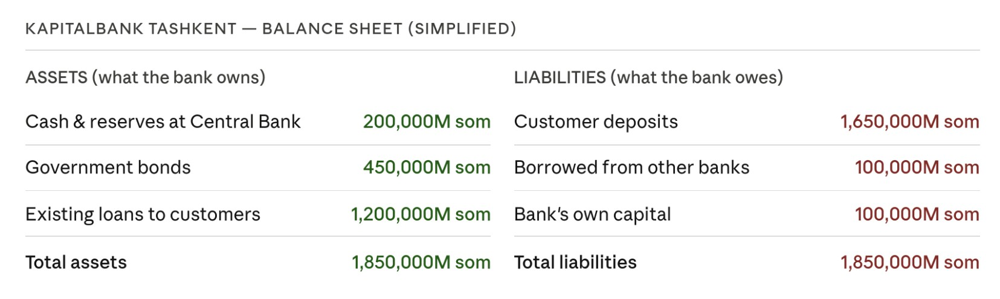 KAPITALBANK TASHKENT — BALANCE SHEET (SIMPLIFIED)
ASSETS (what the bank owns)
Cash & reserves at Central Bank 200,000M som
Government bonds 450,000M som
Existing loans to customers 1,200,000M som
Total assets 1,850,000M som
LIABILITIES (what the bank owes)
Customer deposits 1,650,000M som
Borrowed from other banks 100,000M som
Bank's own capital 100,000M som
Total liabilities 1,850,000M som